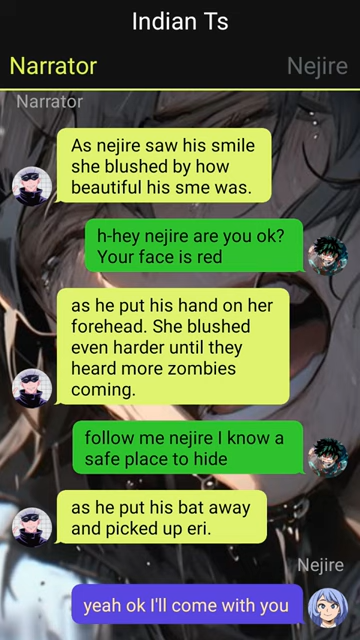 Indian Ts
Narrator Nejire
Narrator
As nejire saw his smile
she blushed by how
beautiful his sme was.
h-hey nejire are you ok?
Your face is red
as he put his hand on her
forehead. She blushed
even harder until they
heard more zombies
coming.
follow me nejire I know a
safe place to hide
as he put his bat away
and picked up eri.
Nejire
yeah ok I'll come with you